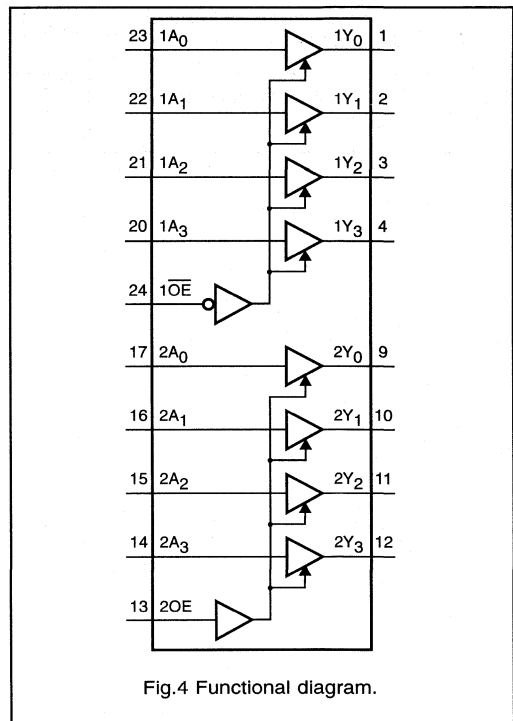 23 1A0 1Y0 1
22 1A1 1Y1 2
21 1A2 1Y2 3
20 1A3 1Y3 4
24 1O̅E̅
17 2A0 2Y0 9
16 2A1 2Y1 10
15 2A2 2Y2 11
14 2A3 2Y3 12
13 2OE
Fig.4 Functional diagram.